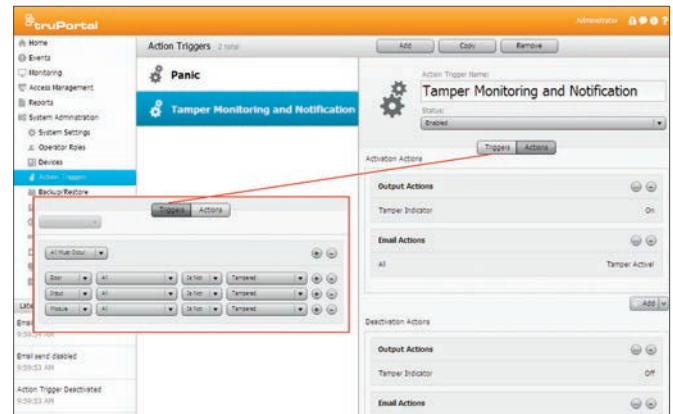 truPortal
Administrator
Home
Events
Monitoring
Access Management
Reports
System Administration
System Settings
Operator Roles
Devices
Action Triggers
Backup/Restore
Action Triggers 2 total
Add
Copy
Remove
Panic
Tamper Monitoring and Notification
Action Trigger Name:
Tamper Monitoring and Notification
Status:
Enabled
Triggers
Actions
Activation Actions
Output Actions
Tamper Indicator
On
Email Actions
All
Tamper Active!
Add
Deactivation Actions
Output Actions
Tamper Indicator
Off
Email Actions
Triggers
Actions
All Must Occur
Door
All
Is Not
Tampered
Input
All
Is Not
Tampered
Module
All
Is Not
Tampered
Email send disabled
9:59:53 AM
Action Trigger Deactivated
9:59:53 AM